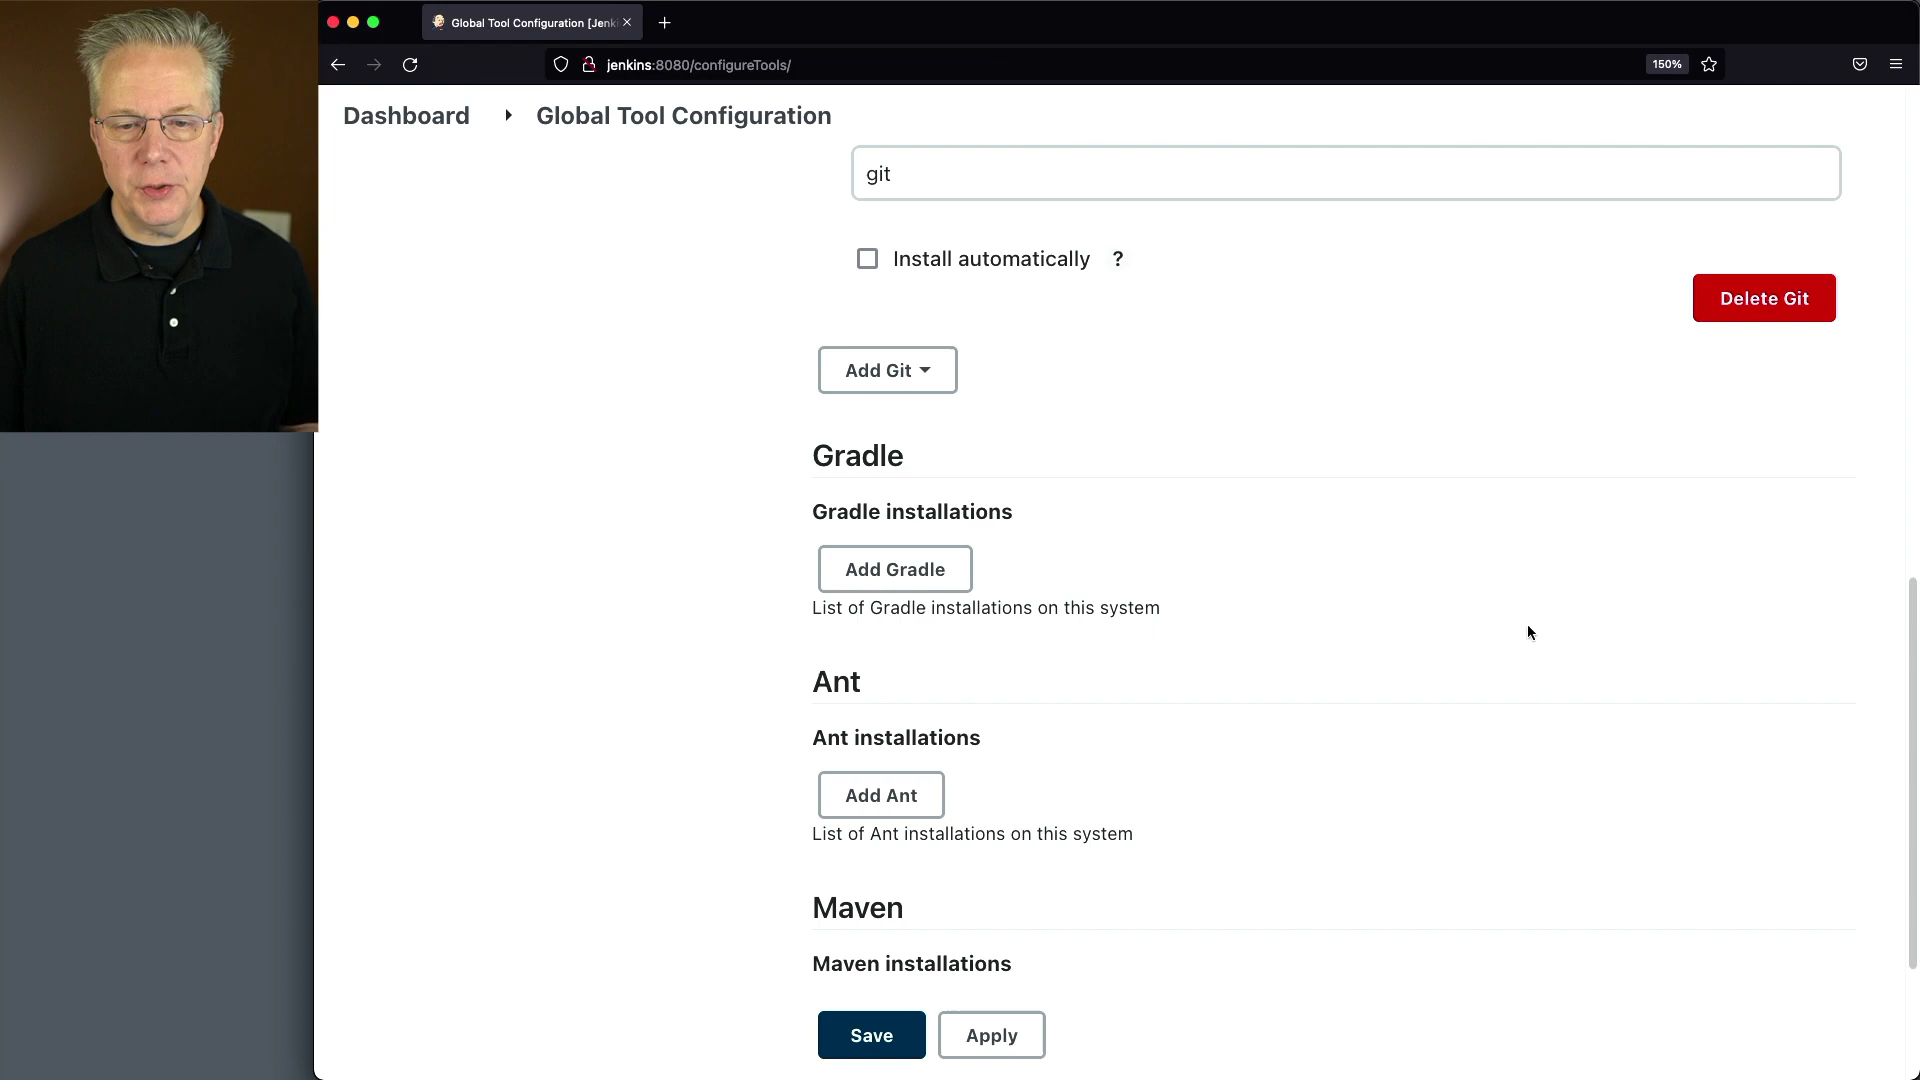 Global Tool Configuration [Jenki
jenkins:8080/configureTools/
150%
Dashboard
Global Tool Configuration
git
Install automatically ?
Delete Git
Add Git
Gradle
Gradle installations
Add Gradle
List of Gradle installations on this system
Ant
Ant installations
Add Ant
List of Ant installations on this system
Maven
Maven installations
Save
Apply